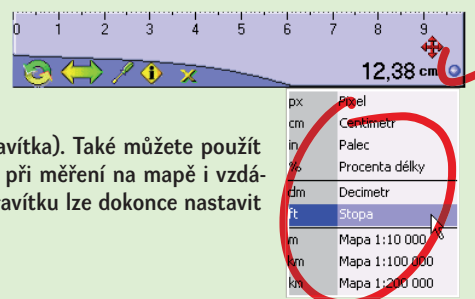 0 1 2 3 4 5 6 7 8 9
12,38 cm
px Pixel
cm Centimetr
in Palec
% Procenta délky
dm Decimetr
ft Stopa
m Mapa 1:10 000
km Mapa 1:100 000
km Mapa 1:200 000
avítka). Také můžete použít
při měření na mapě i vzdá-
ravítku lze dokonce nastavit